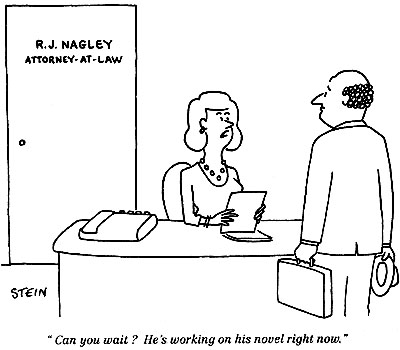 R.J. NAGLEY
ATTORNEY-AT-LAW
STEIN
"Can you wait? He's working on his novel right now."